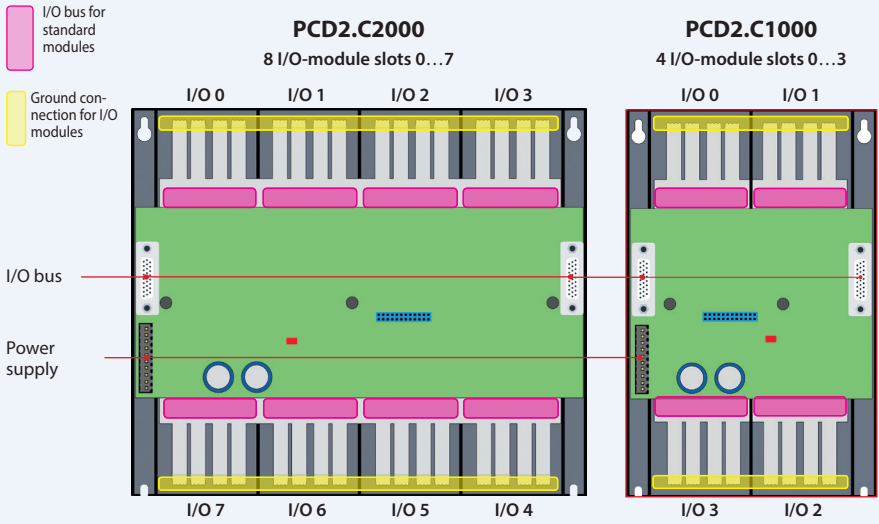 I/O bus for
standard
modules
Ground con-
nection for I/O
modules
PCD2.C2000
8 I/O-module slots 0…7
I/O 0 I/O 1 I/O 2 I/O 3
PCD2.C1000
4 I/O-module slots 0…3
I/O 0 I/O 1
I/O bus
Power
supply
I/O 7 I/O 6 I/O 5 I/O 4
I/O 3 I/O 2